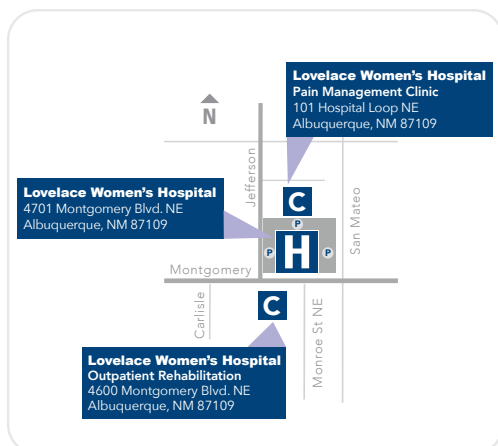 Lovelace Women's Hospital
Pain Management Clinic
101 Hospital Loop NE
Albuquerque, NM 87109
N
Jefferson
C
San Mateo
Lovelace Women's Hospital
4701 Montgomery Blvd. NE
Albuquerque, NM 87109
P
P
H
P
Montgomery
C
Carlisle
Monroe St NE
Lovelace Women's Hospital
Outpatient Rehabilitation
4600 Montgomery Blvd. NE
Albuquerque, NM 87109